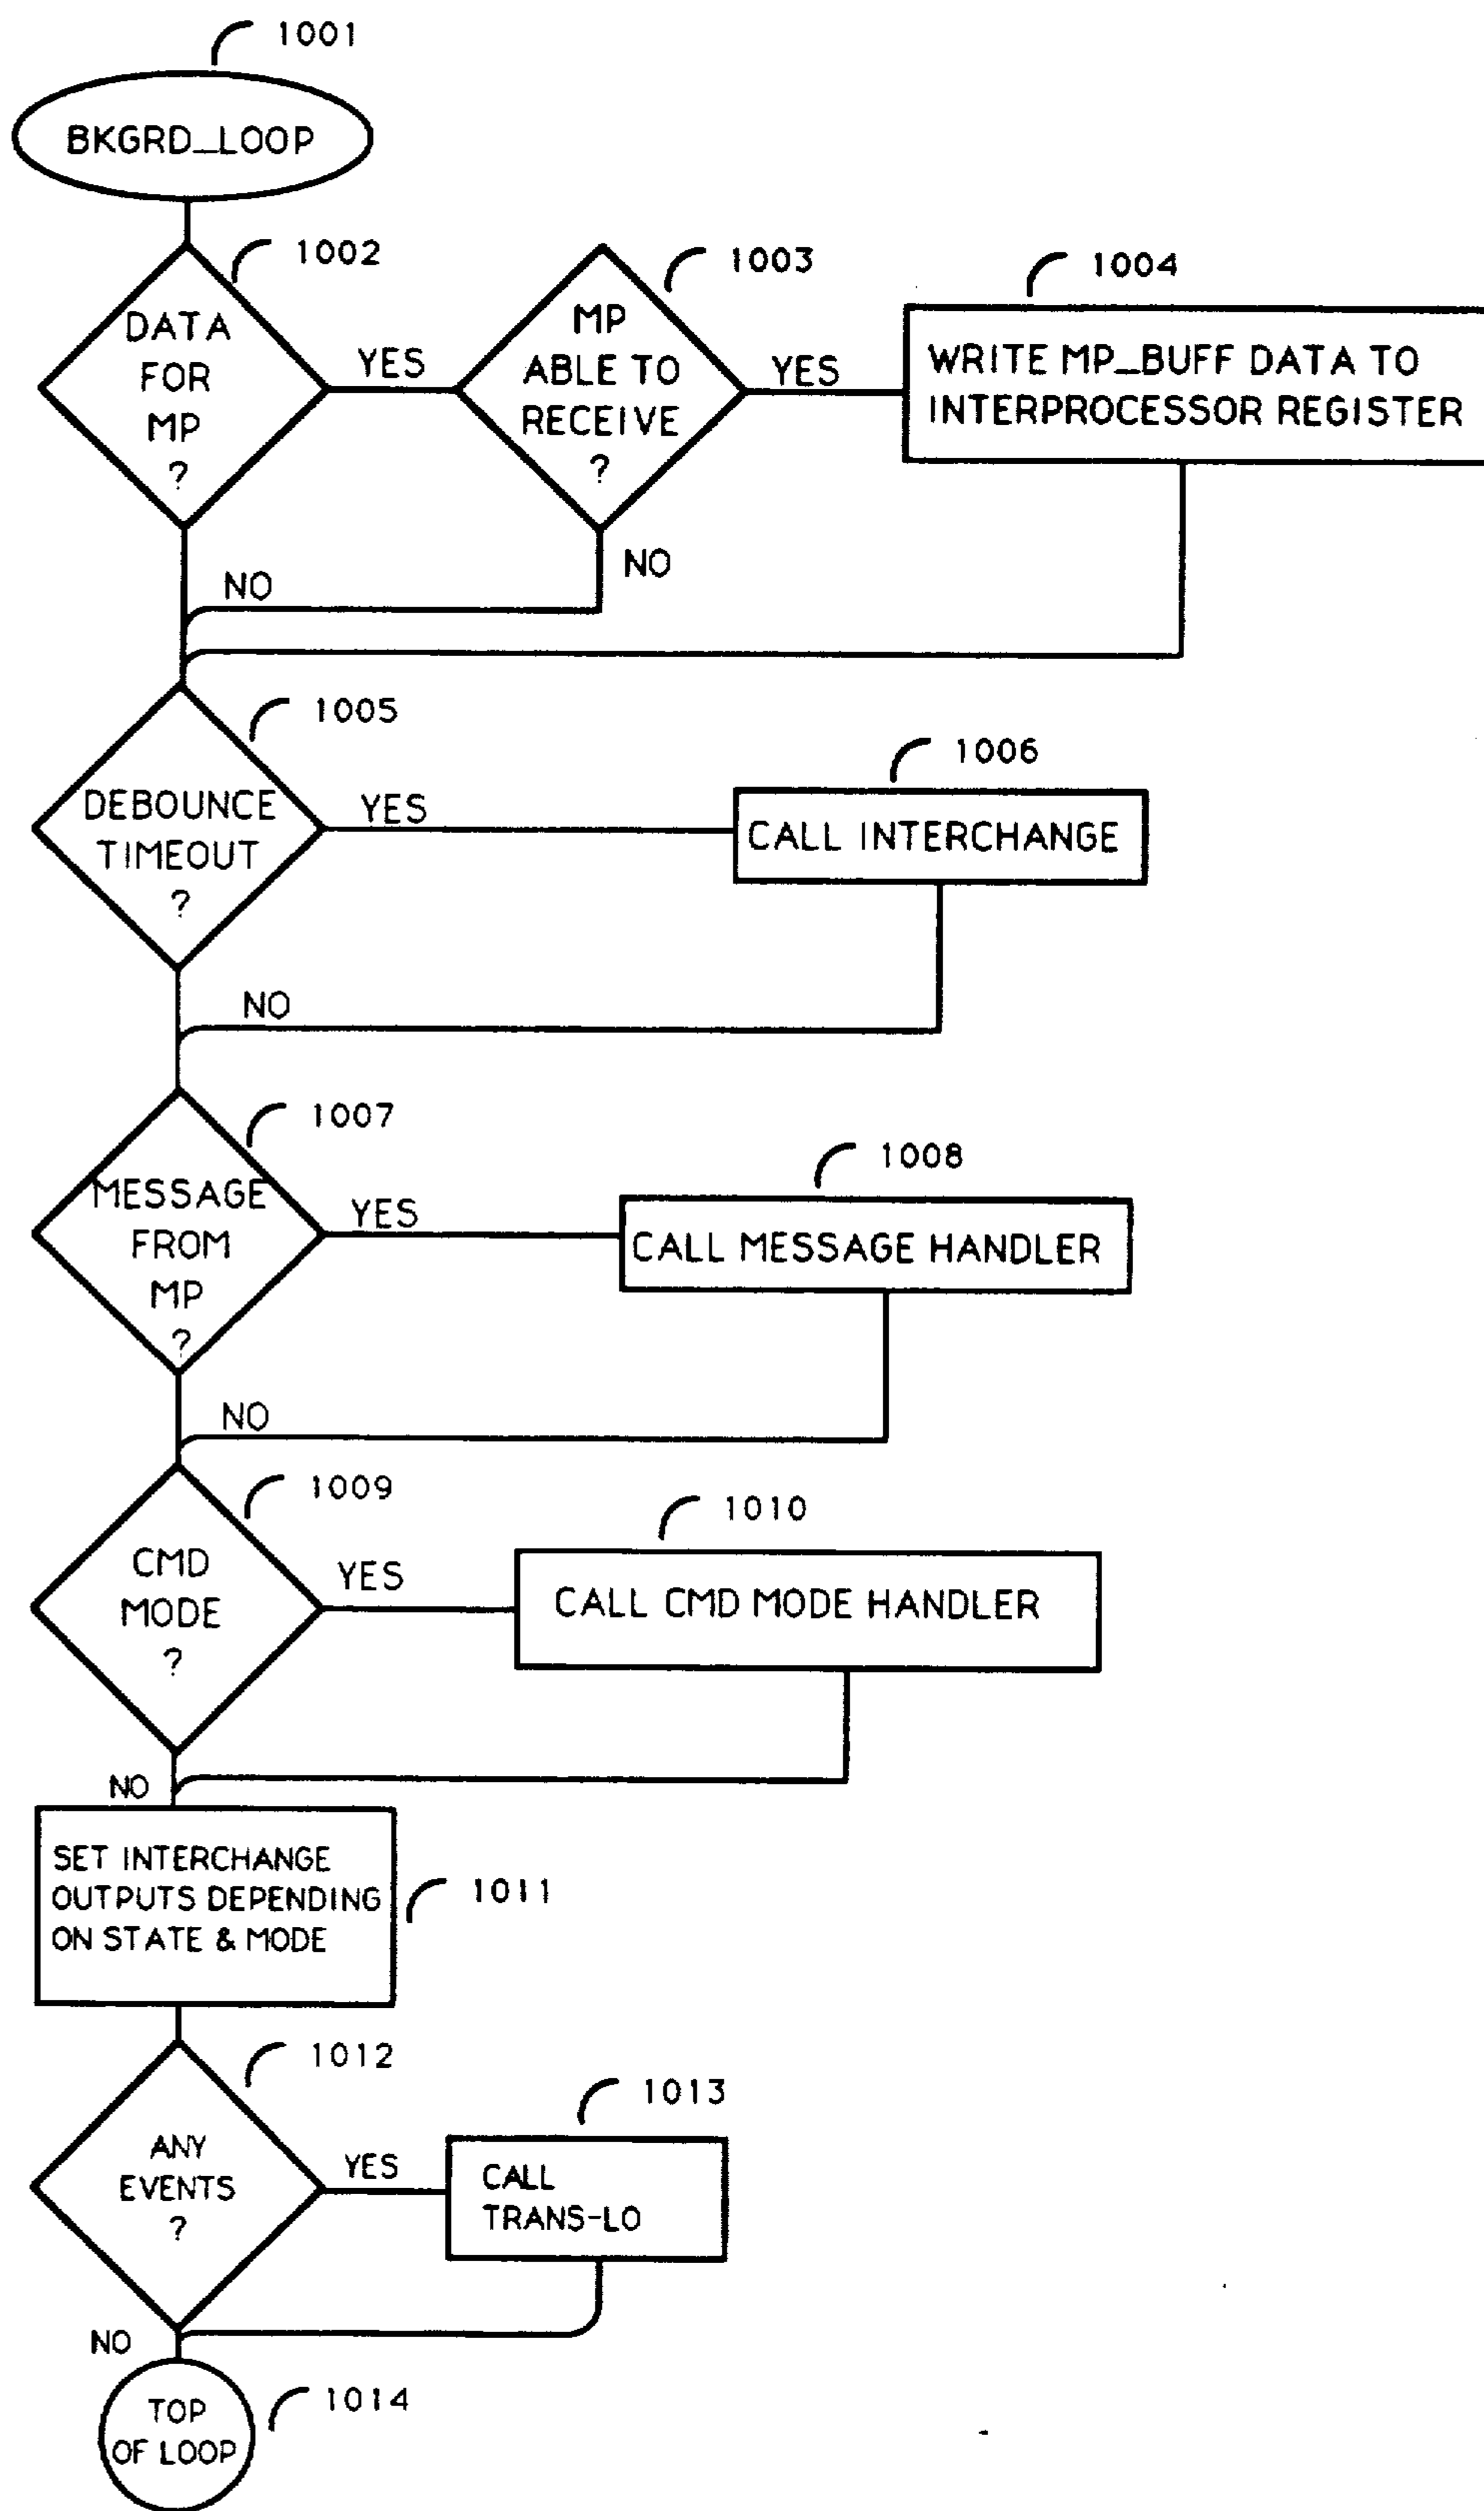 1001
BKGRD_LOOP
1002
DATA
FOR
MP
?
YES
NO
1003
MP
ABLE TO
RECEIVE
?
YES
NO
1004
WRITE MP_BUFF DATA TO
INTERPROCESSOR REGISTER
1005
DEBOUNCE
TIMEOUT
?
YES
NO
1006
CALL INTERCHANGE
1007
MESSAGE
FROM
MP
?
YES
NO
1008
CALL MESSAGE HANDLER
1009
CMD
MODE
?
YES
NO
1010
CALL CMD MODE HANDLER
SET INTERCHANGE
OUTPUTS DEPENDING
ON STATE & MODE
1011
1012
ANY
EVENTS
?
YES
NO
1013
CALL
TRANS-LO
TOP
OF LOOP
1014